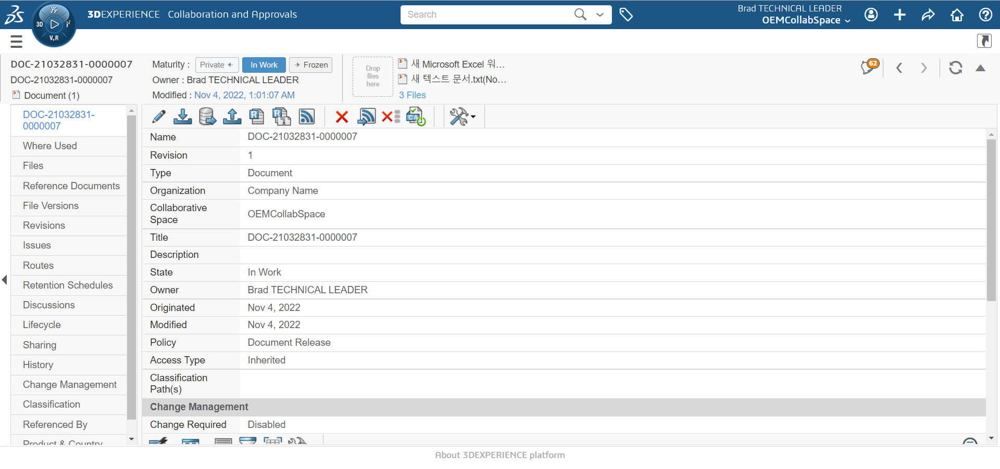 3DEXPERIENCE Collaboration and Approvals
Search
Brad TECHNICAL LEADER
OEMCollabSpace
3D
V.R
DOC-21032831-0000007
DOC-21032831-0000007
Document (1)
Maturity : Private In Work Frozen
Owner : Brad TECHNICAL LEADER
Modified : Nov 4, 2022, 1:01:07 AM
Drop
files
here
새 Microsoft Excel 워...
새 텍스트 문서.txt(No...
3 Files
62
DOC-21032831-
0000007
Where Used
Files
Reference Documents
File Versions
Revisions
Issues
Routes
Retention Schedules
Discussions
Lifecycle
Sharing
History
Change Management
Classification
Referenced By
Product & Country
Name DOC-21032831-0000007
Revision 1
Type Document
Organization Company Name
Collaborative
Space
OEMCollabSpace
Title DOC-21032831-0000007
Description
State In Work
Owner Brad TECHNICAL LEADER
Originated Nov 4, 2022
Modified Nov 4, 2022
Policy Document Release
Access Type Inherited
Classification
Path(s)
Change Management
Change Required Disabled
About 3DEXPERIENCE platform